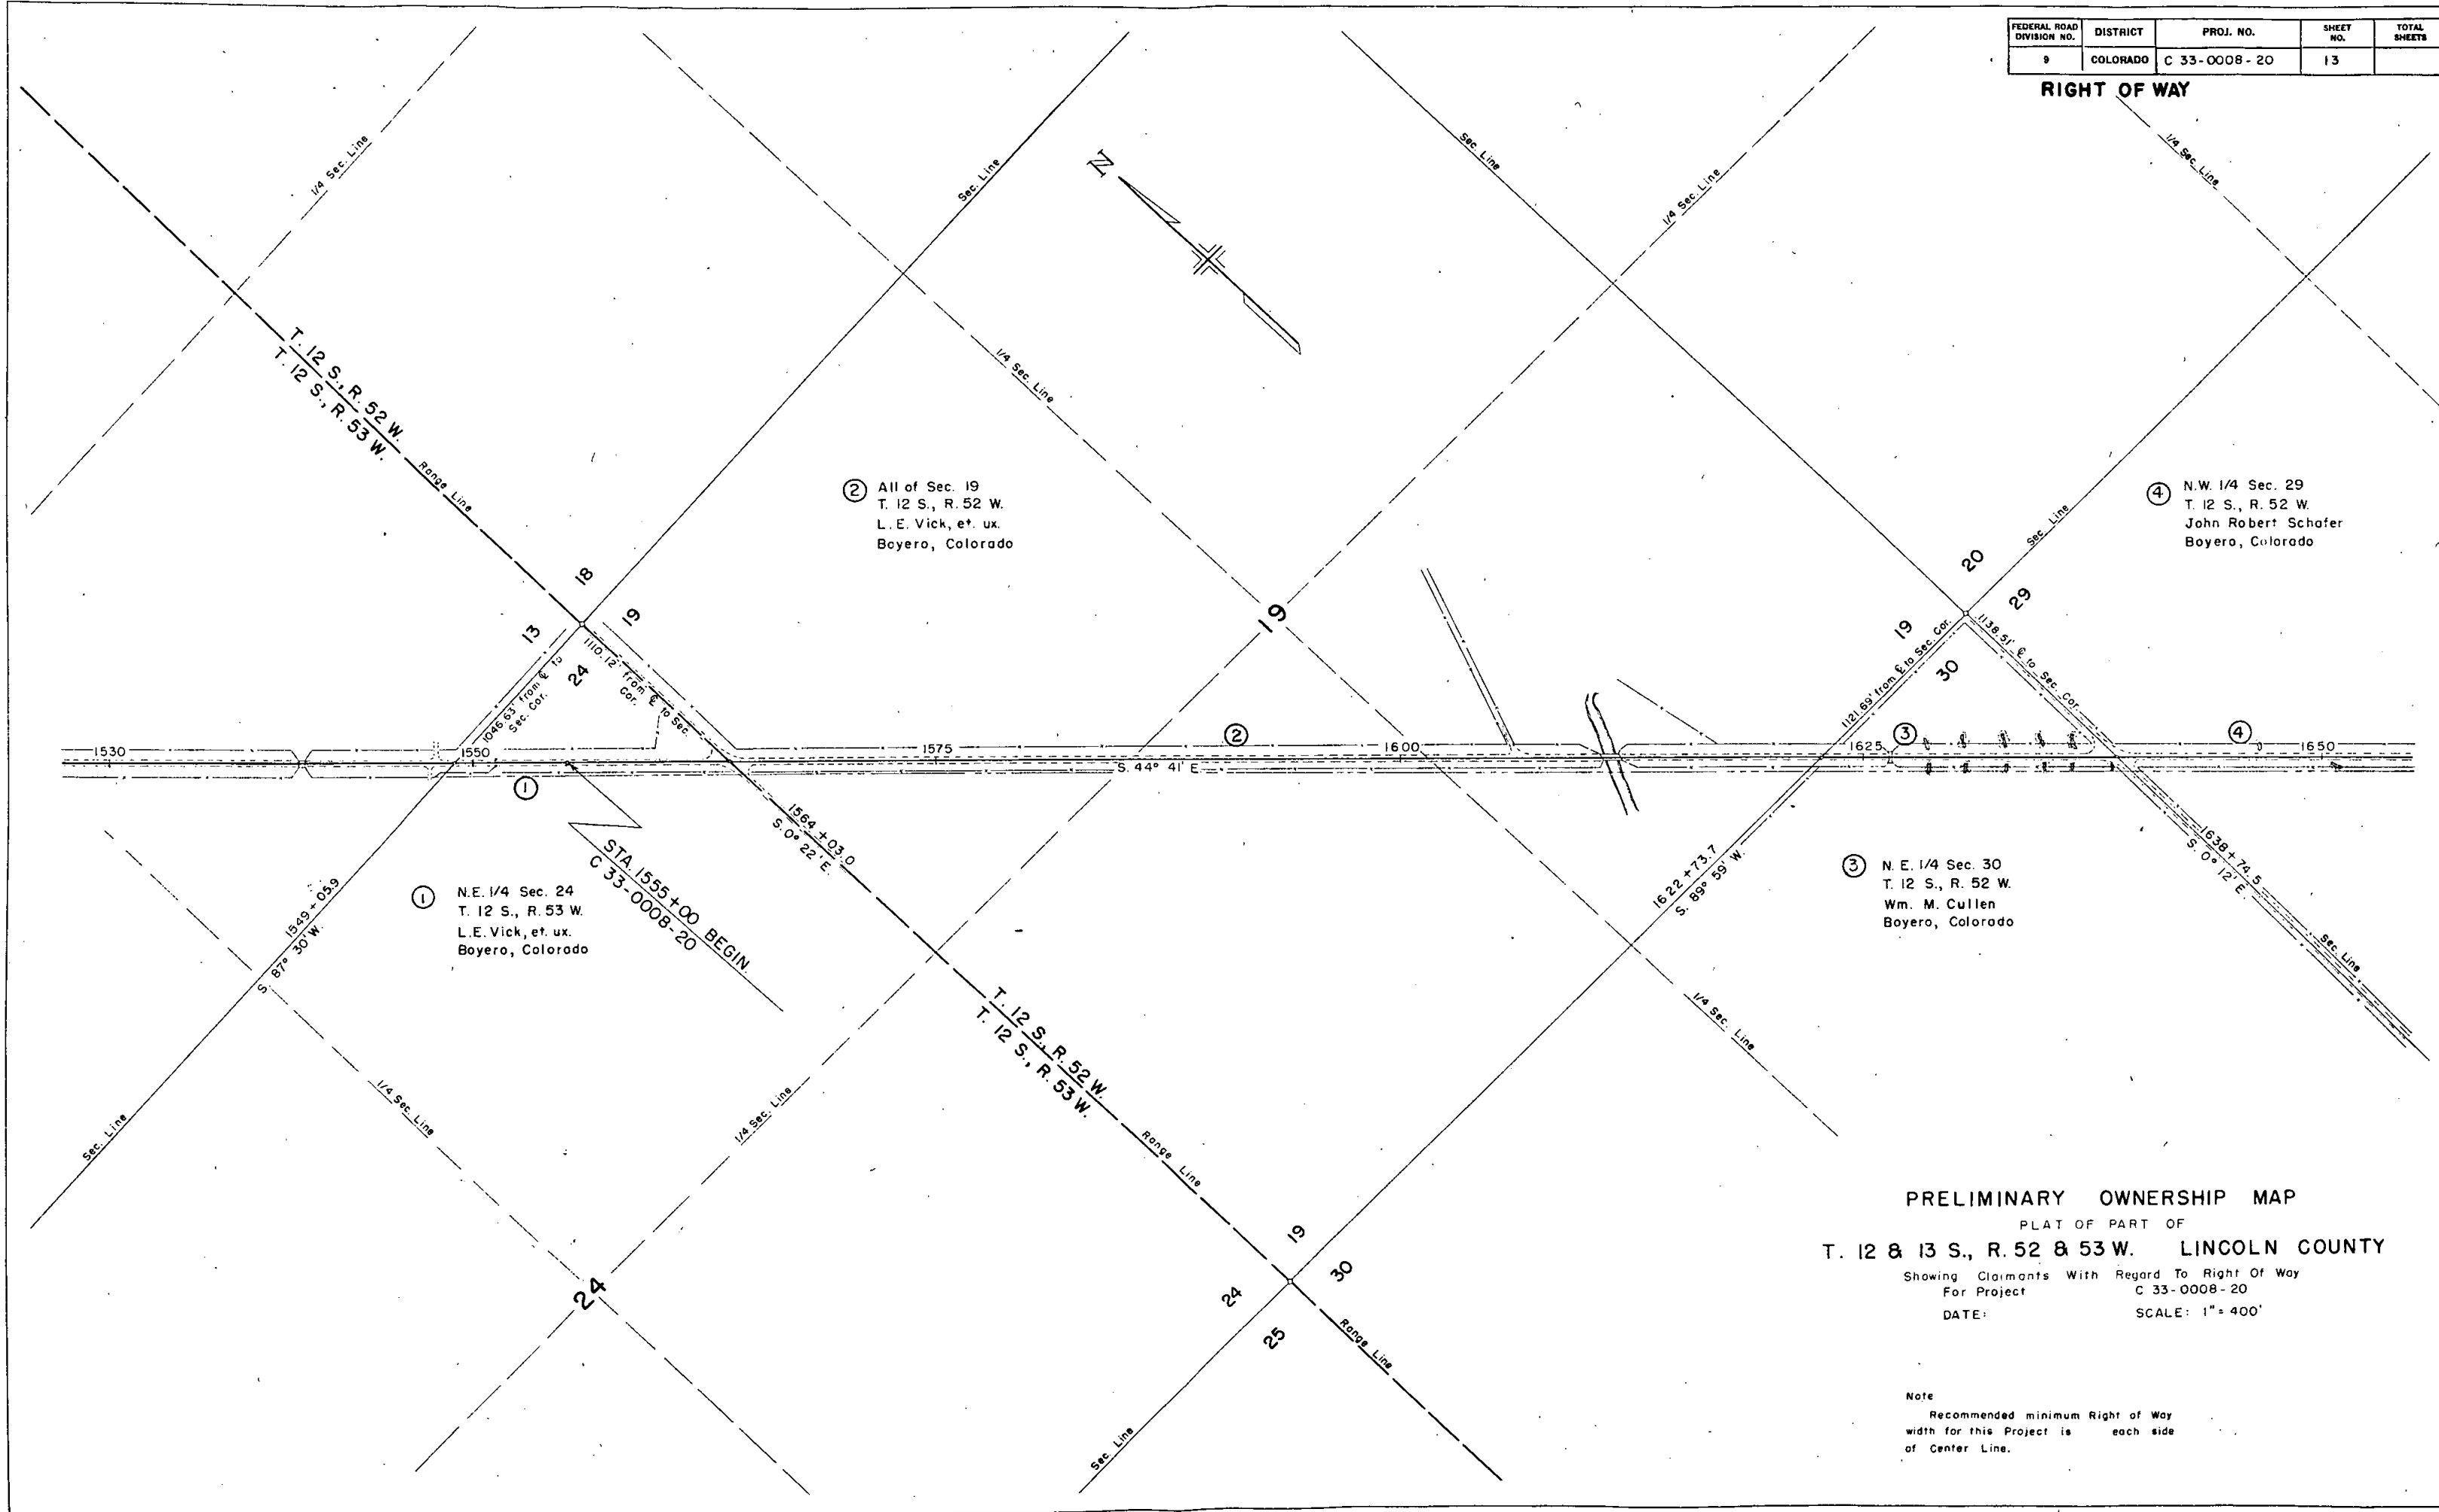 FEDERAL ROAD DIVISION NO. DISTRICT PROJ. NO. SHEET NO. TOTAL SHEETS
9 COLORADO C 33-0008-20 13
RIGHT OF WAY
1/4 Sec. Line
Sec. Line
N
Sec. Line
1/4 Sec. Line
1/4 Sec. Line
T. 12 S., R. 52 W.
T. 12 S., R. 53 W.
Range Line
1/4 Sec. Line
② All of Sec. 19
T. 12 S., R. 52 W.
L. E. Vick, et. ux.
Boyero, Colorado
④ N.W. 1/4 Sec. 29
T. 12 S., R. 52 W.
John Robert Schafer
Boyero, Colorado
Sec. Line
18
13
19
24
19
20
29
19
30
1046.63' from ℄ to
Sec. Cor.
1110.12' from ℄ to Sec.
Cor.
1121.69' from ℄ to Sec. Cor.
1138.51' ℄ to Sec. Cor.
1530
1550
1575
②
1600
1625
③
④
1650
S. 44° 41' E
①
1564 + 03.0
S. 0° 22' E.
STA. 1555+00 BEGIN
C 33-0008-20
1549 + 05.9
S. 87° 30' W.
① N.E. 1/4 Sec. 24
T. 12 S., R. 53 W.
L.E. Vick, et. ux.
Boyero, Colorado
1622 + 73.7
S. 89° 59' W.
③ N. E. 1/4 Sec. 30
T. 12 S., R. 52 W.
Wm. M. Cullen
Boyero, Colorado
1638 + 74.5
S. 0° 12' E.
Sec. Line
T. 12 S., R. 52 W.
T. 12 S., R. 53 W.
1/4 Sec. Line
Sec. Line
1/4 Sec. Line
1/4 Sec. Line
Range Line
24
19
24
30
25
Range Line
Sec. Line
PRELIMINARY OWNERSHIP MAP
PLAT OF PART OF
T. 12 & 13 S., R. 52 & 53 W. LINCOLN COUNTY
Showing Claimants With Regard To Right Of Way
For Project C 33-0008-20
DATE: SCALE: 1" = 400'
Note
Recommended minimum Right of Way
width for this Project is each side
of Center Line.